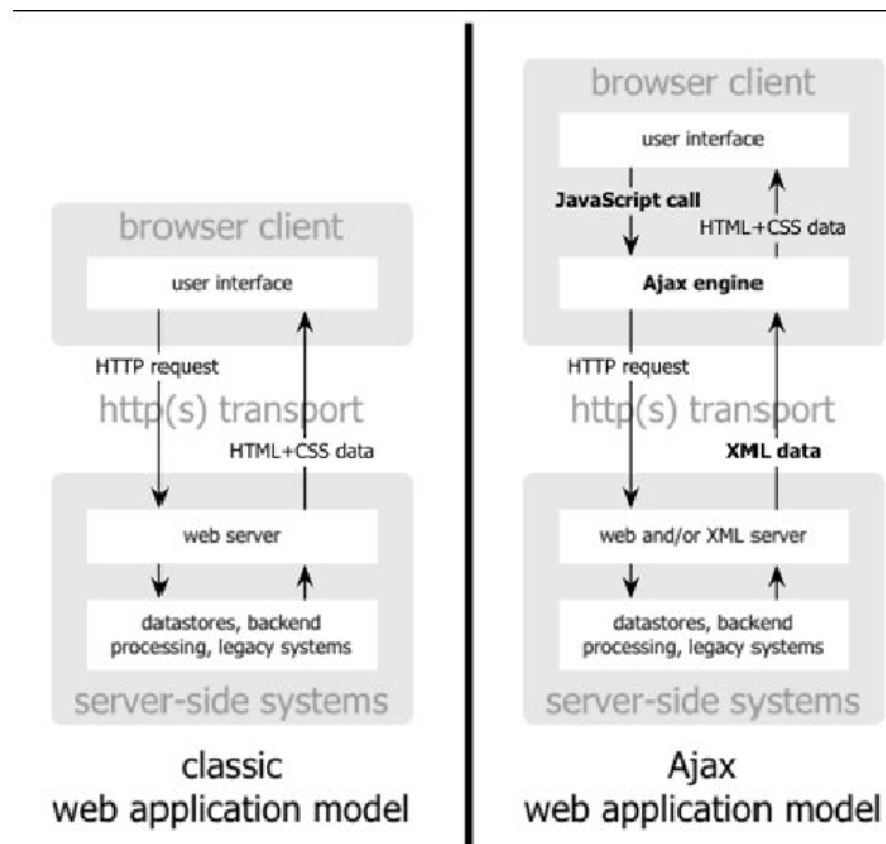 browser client
user interface
HTTP request
http(s) transport
HTML+CSS data
web server
datastores, backend
processing, legacy systems
server-side systems
classic
web application model
browser client
user interface
JavaScript call
HTML+CSS data
Ajax engine
HTTP request
http(s) transport
XML data
web and/or XML server
datastores, backend
processing, legacy systems
server-side systems
Ajax
web application model